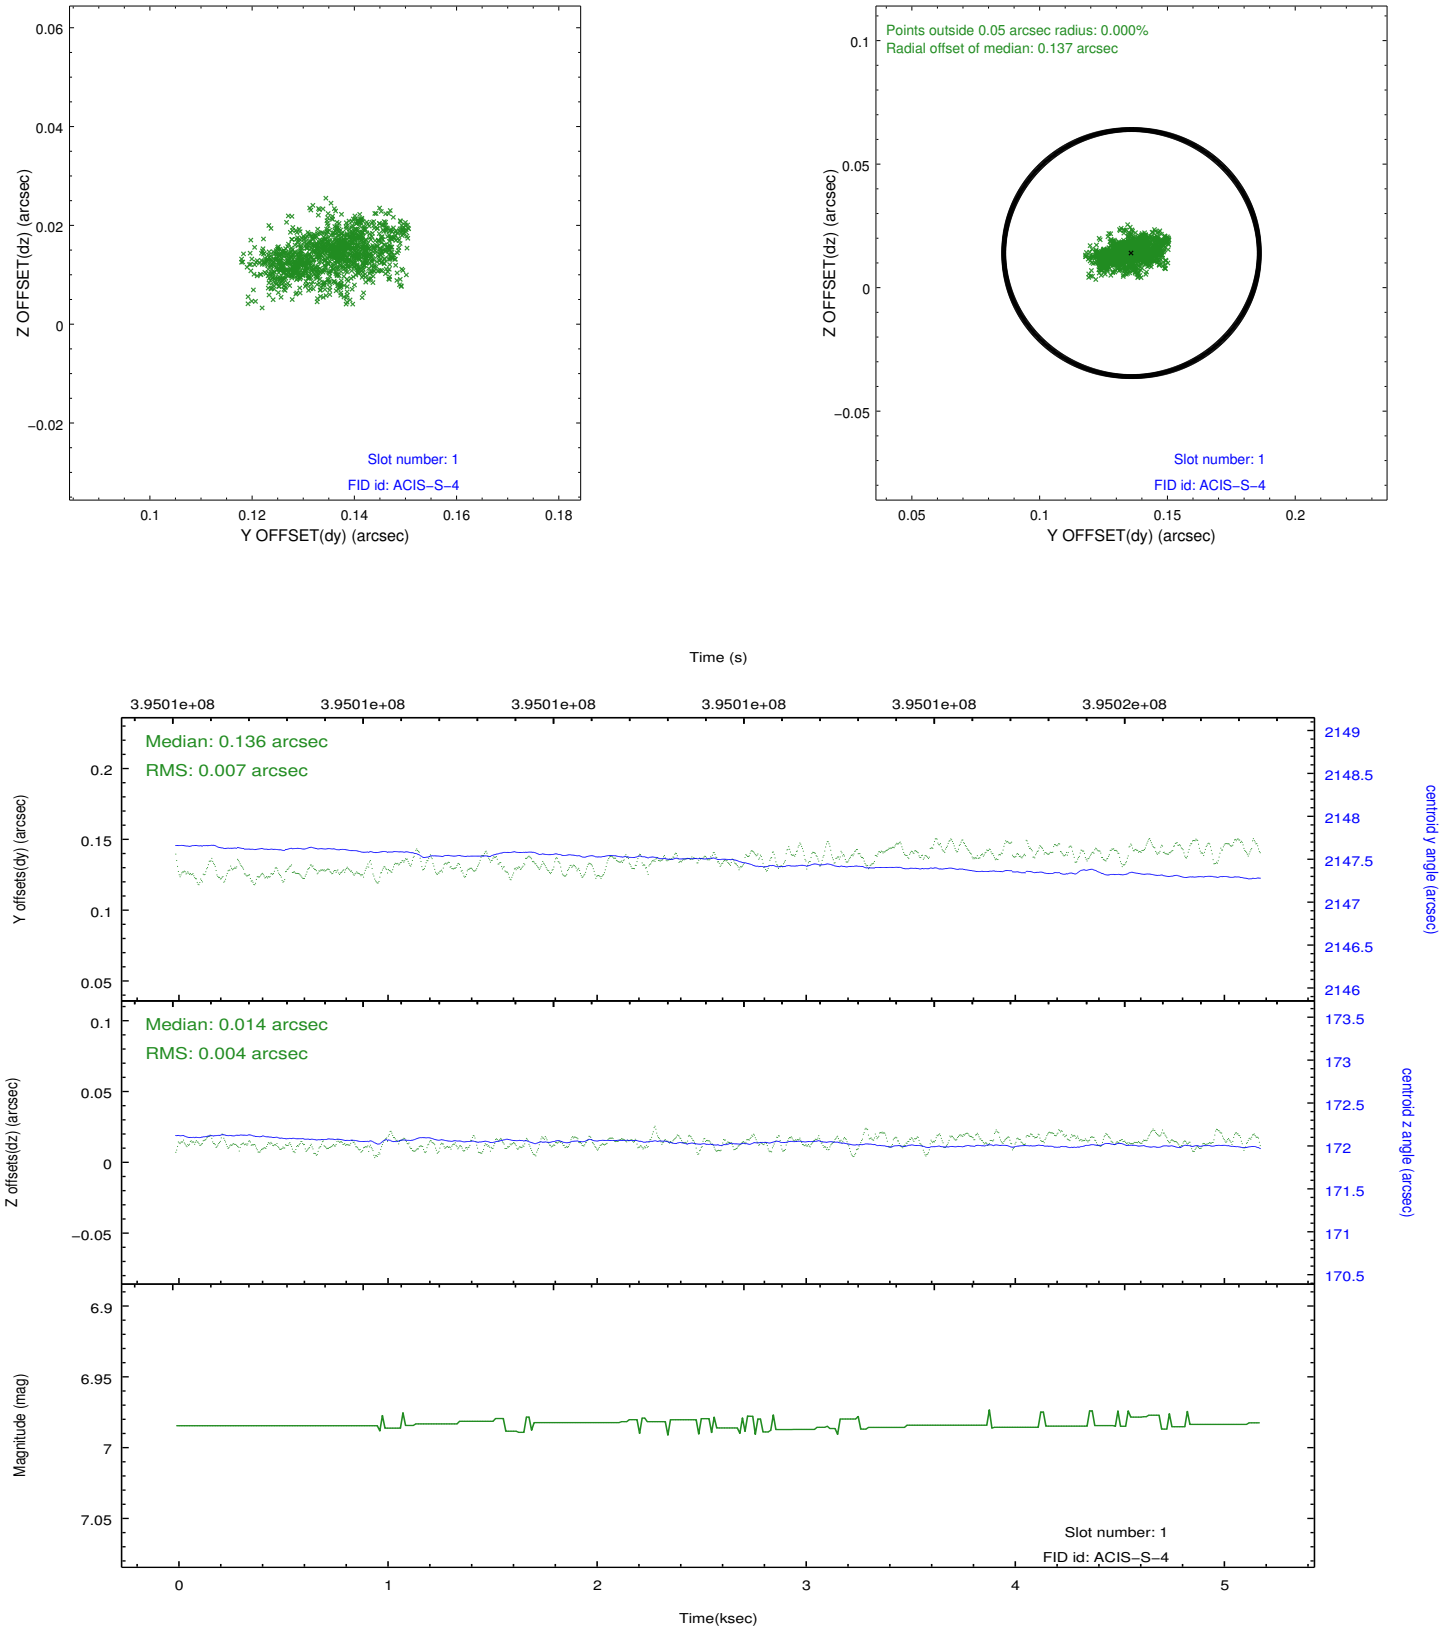 0.06
0.04
0.02
0
−0.02
Z OFFSET(dz) (arcsec)
Slot number: 1
FID id: ACIS−S−4
0.1
0.12
0.14
0.16
0.18
Y OFFSET(dy) (arcsec)
Points outside 0.05 arcsec radius: 0.000%
Radial offset of median: 0.137 arcsec
0.1
0.05
0
−0.05
Z OFFSET(dz) (arcsec)
Slot number: 1
FID id: ACIS−S−4
0.05
0.1
0.15
0.2
Y OFFSET(dy) (arcsec)
Time (s)
3.9501e+08
3.9501e+08
3.9501e+08
3.9501e+08
3.9501e+08
3.9502e+08
Median: 0.136 arcsec
RMS: 0.007 arcsec
0.2
0.15
0.1
0.05
Y offsets(dy) (arcsec)
2149
2148.5
2148
2147.5
2147
2146.5
2146
centroid y angle (arcsec)
Median: 0.014 arcsec
RMS: 0.004 arcsec
0.1
0.05
0
−0.05
Z offsets(dz) (arcsec)
173.5
173
172.5
172
171.5
171
170.5
centroid z angle (arcsec)
6.9
6.95
7
7.05
Magnitude (mag)
Slot number: 1
FID id: ACIS−S−4
0
1
2
3
4
5
Time(ksec)